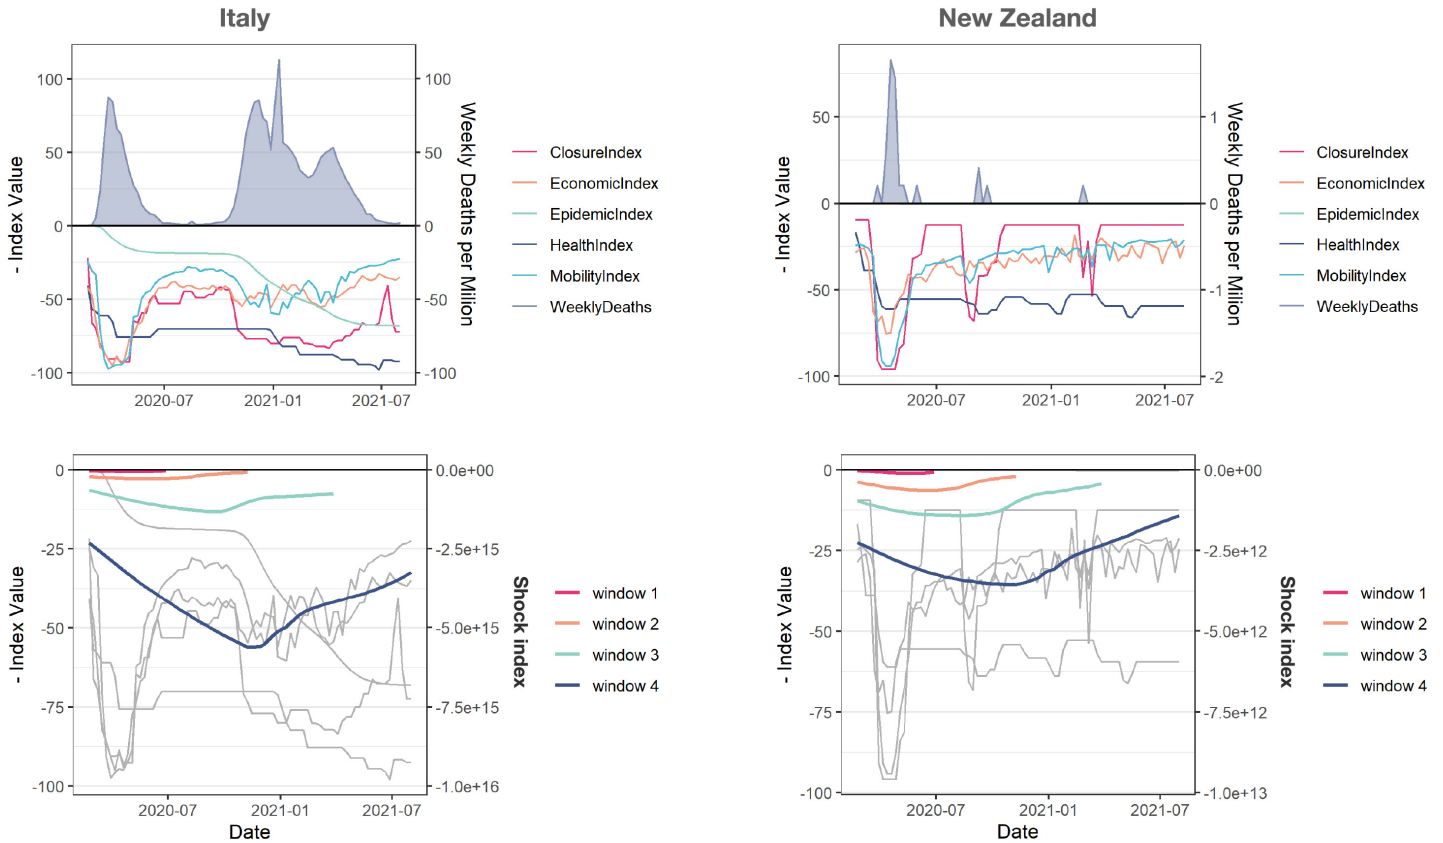 Italy
New Zealand
100
50
0
-50
-100
- Index Value
100
50
0
-50
-100
Weekly Deaths per Milion
2020-07
2021-01
2021-07
ClosureIndex
EconomicIndex
EpidemicIndex
HealthIndex
MobilityIndex
WeeklyDeaths
50
0
-50
-100
- Index Value
1
0
-1
-2
Weekly Deaths per Milion
2020-07
2021-01
2021-07
ClosureIndex
EconomicIndex
EpidemicIndex
HealthIndex
MobilityIndex
WeeklyDeaths
0
-25
-50
-75
-100
- Index Value
0.0e+00
-2.5e+15
-5.0e+15
-7.5e+15
-1.0e+16
Shock index
2020-07
2021-01
2021-07
Date
window 1
window 2
window 3
window 4
0
-25
-50
-75
-100
- Index Value
0.0e+00
-2.5e+12
-5.0e+12
-7.5e+12
-1.0e+13
Shock index
2020-07
2021-01
2021-07
Date
window 1
window 2
window 3
window 4